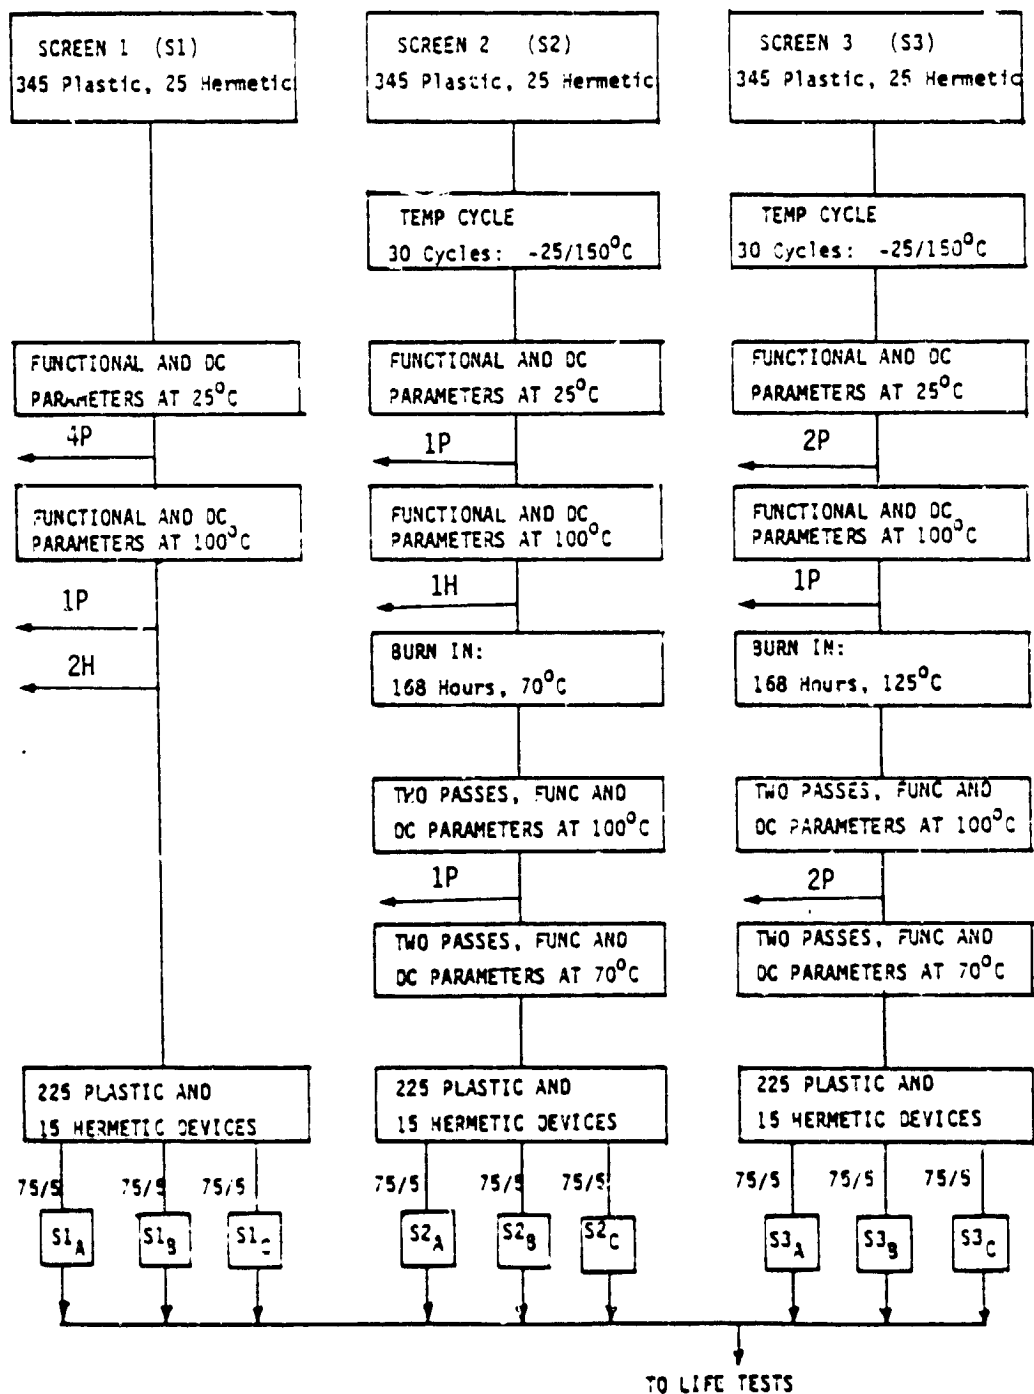 SCREEN 1 (S1)
345 Plastic, 25 Hermetic
FUNCTIONAL AND DC
PARAMETERS AT 25°C
4P
FUNCTIONAL AND DC
PARAMETERS AT 100°C
1P
2H
225 PLASTIC AND
15 HERMETIC DEVICES
75/5 75/5 75/5
S1A S1B S1C
SCREEN 2 (S2)
345 Plastic, 25 Hermetic
TEMP CYCLE
30 Cycles: -25/150°C
FUNCTIONAL AND DC
PARAMETERS AT 25°C
1P
FUNCTIONAL AND DC
PARAMETERS AT 100°C
1H
BURN IN:
168 Hours, 70°C
TWO PASSES, FUNC AND
DC PARAMETERS AT 100°C
1P
TWO PASSES, FUNC AND
DC PARAMETERS AT 70°C
225 PLASTIC AND
15 HERMETIC DEVICES
75/5 75/5 75/5
S2A S2B S2C
SCREEN 3 (S3)
345 Plastic, 25 Hermetic
TEMP CYCLE
30 Cycles: -25/150°C
FUNCTIONAL AND DC
PARAMETERS AT 25°C
2P
FUNCTIONAL AND DC
PARAMETERS AT 100°C
1P
BURN IN:
168 Hours, 125°C
TWO PASSES, FUNC AND
DC PARAMETERS AT 100°C
2P
TWO PASSES, FUNC AND
DC PARAMETERS AT 70°C
225 PLASTIC AND
15 HERMETIC DEVICES
75/5 75/5 75/5
S3A S3B S3C
TO LIFE TESTS